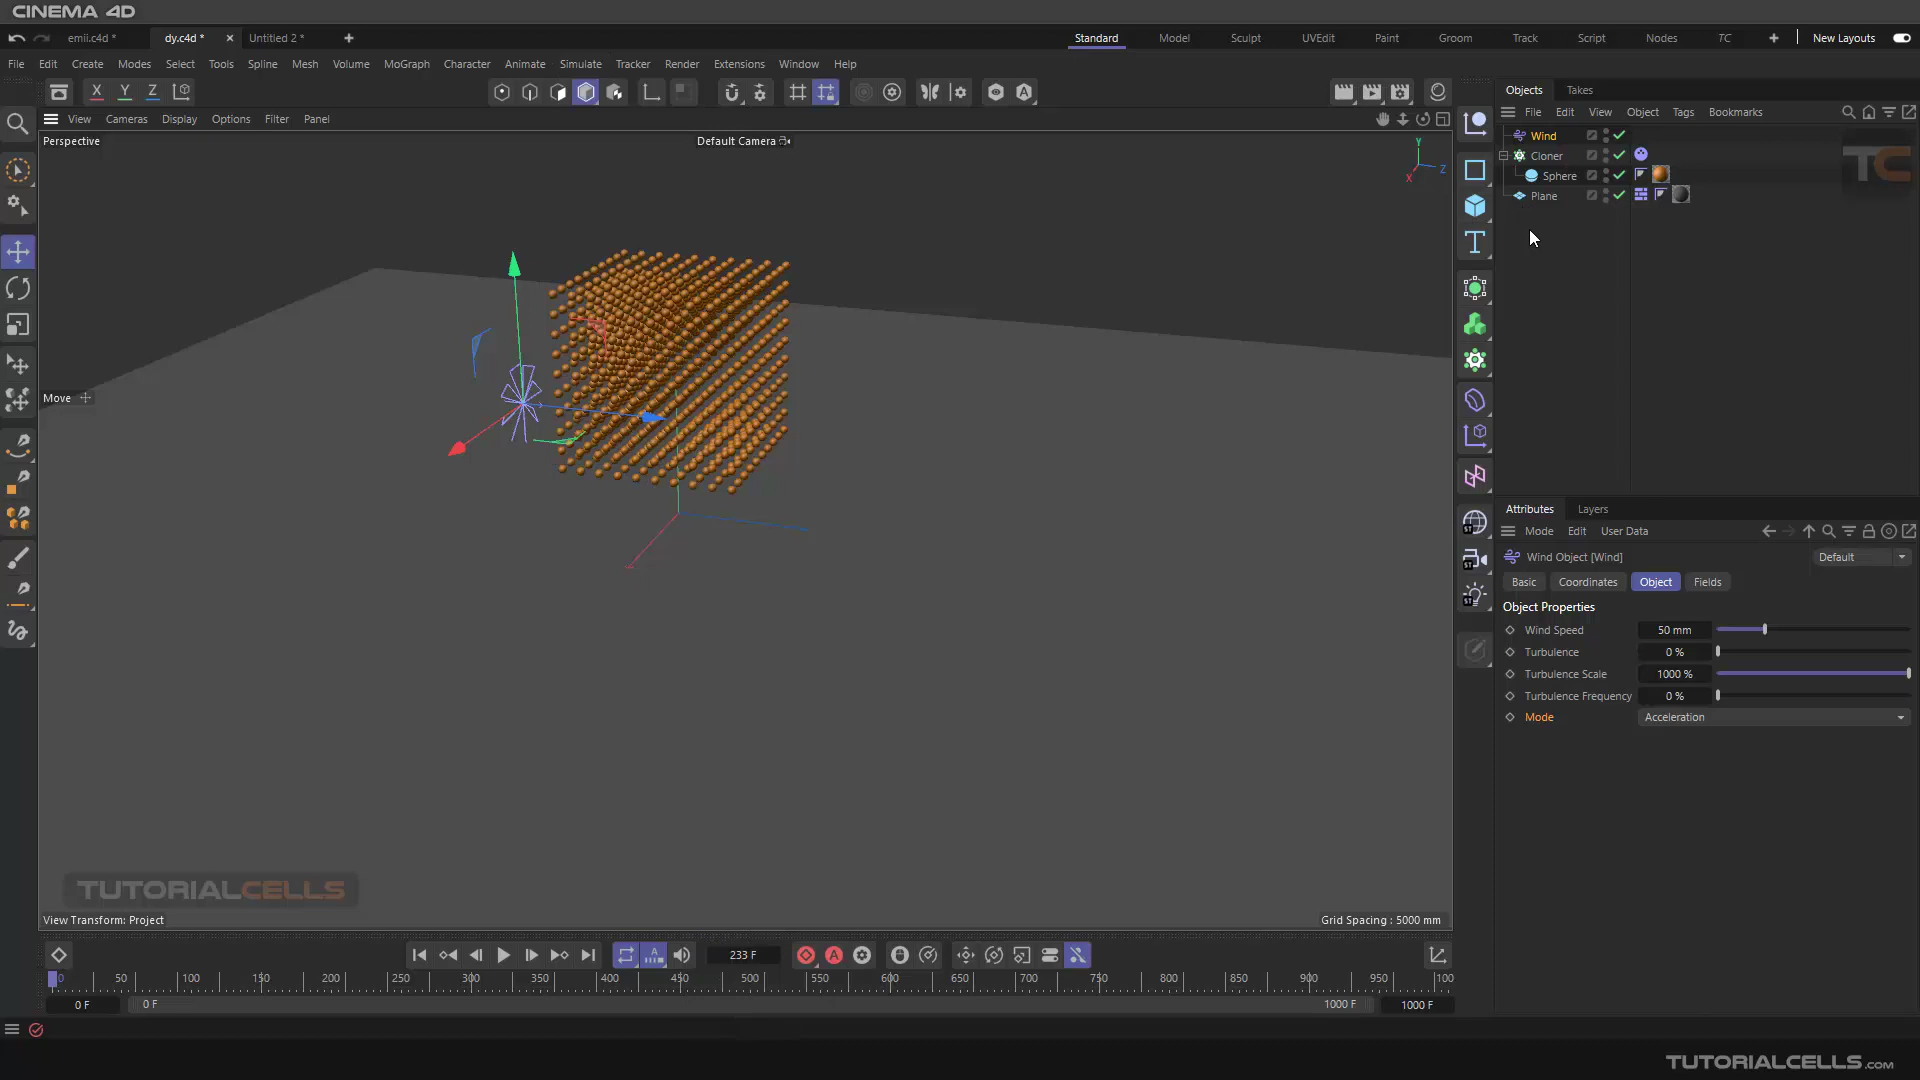 CINEMA 4D
emii.c4d *
dy.c4d *
Untitled 2 *
Standard
Model
Sculpt
UVEdit
Paint
Groom
Track
Script
Nodes
TC
New Layouts
File
Edit
Create
Modes
Select
Tools
Spline
Mesh
Volume
MoGraph
Character
Animate
Simulate
Tracker
Render
Extensions
Window
Help
X
Y
Z
Objects
Takes
View
Cameras
Display
Options
Filter
Panel
File
Edit
View
Object
Tags
Bookmarks
Perspective
Default Camera
Y
Z
X
Wind
Cloner
Sphere
Plane
TC
Move
Attributes
Layers
Mode
Edit
User Data
Wind Object [Wind]
Default
Basic
Coordinates
Object
Fields
Object Properties
Wind Speed
50 mm
Turbulence
0 %
Turbulence Scale
1000 %
Turbulence Frequency
0 %
Mode
Acceleration
ST
ST
ST
TUTORIALCELLS
View Transform: Project
Grid Spacing : 5000 mm
233 F
0
50
100
150
200
250
300
350
400
450
500
550
600
650
700
750
800
850
900
950
100
0 F
0 F
1000 F
1000 F
TUTORIALCELLS.COM